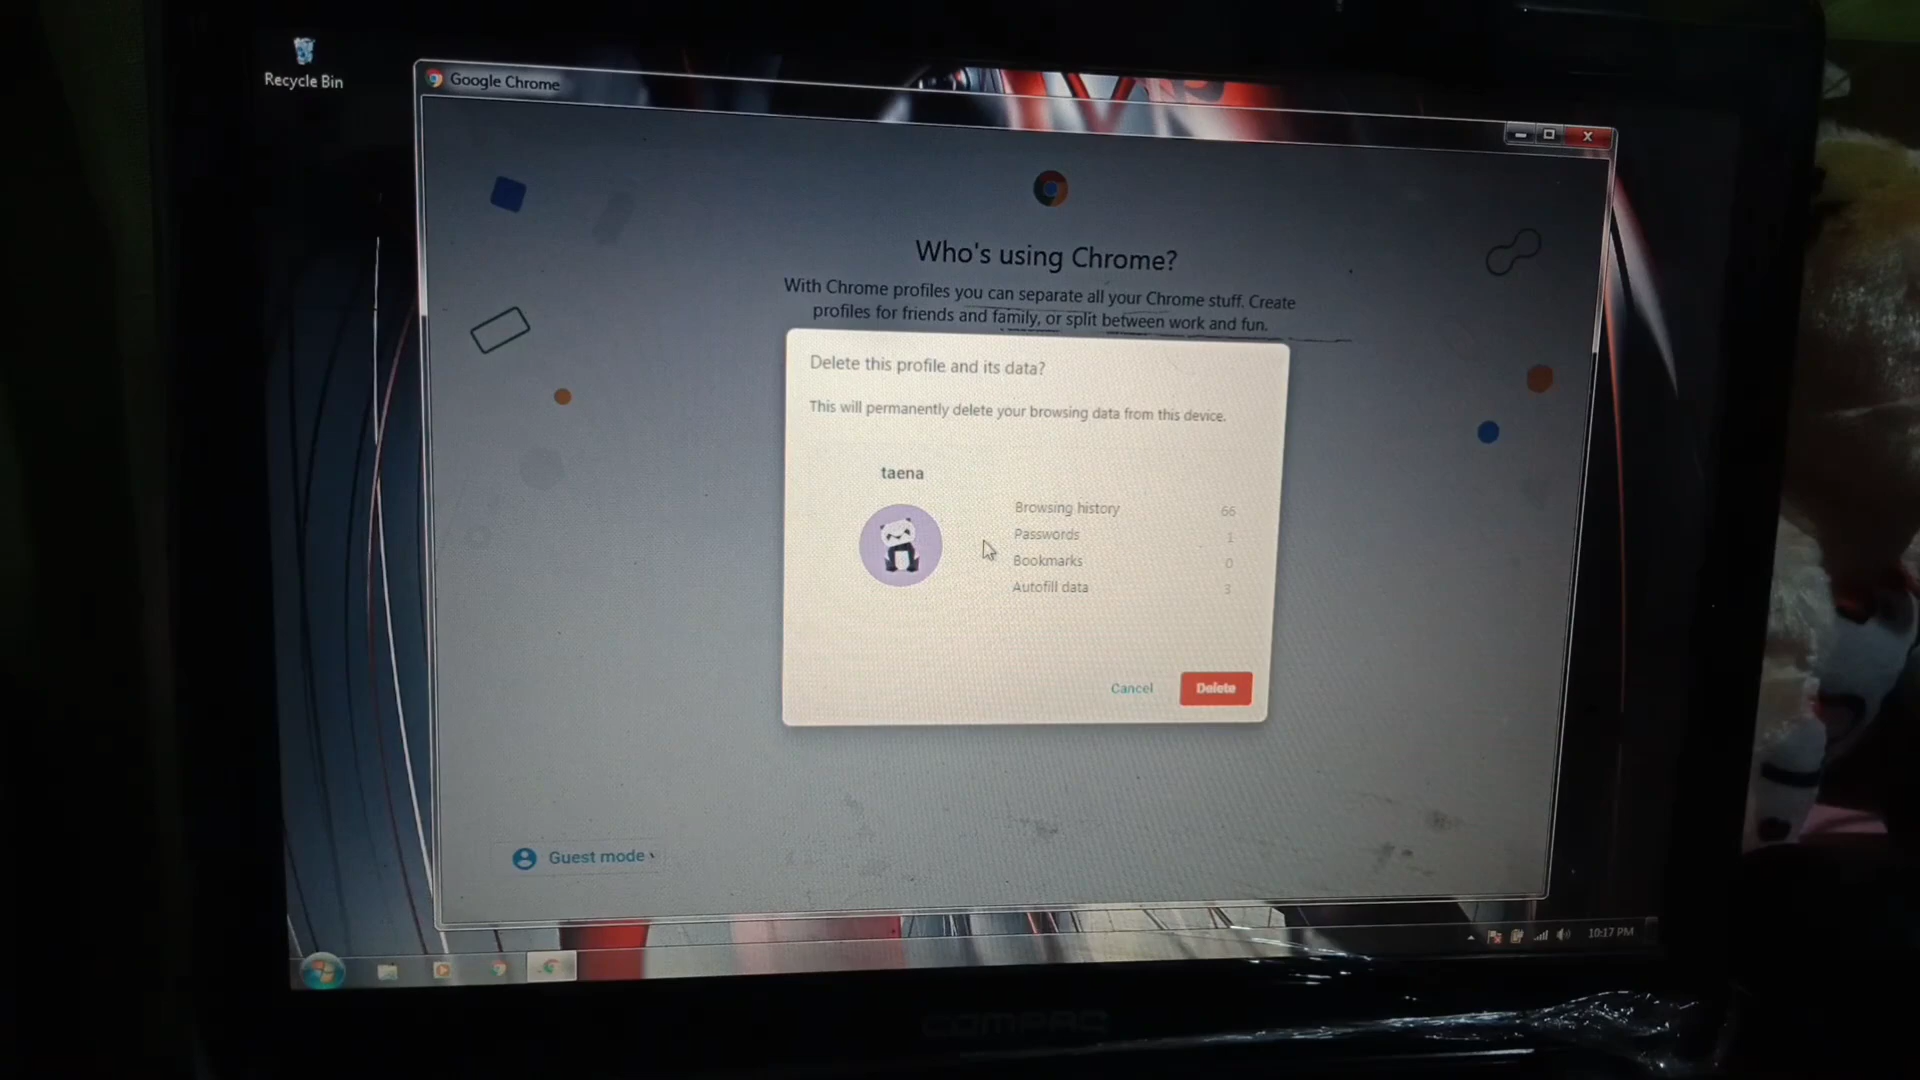 Recycle Bin
Google Chrome
Who's using Chrome?
With Chrome profiles you can separate all your Chrome stuff. Create
profiles for friends and family, or split between work and fun.
Delete this profile and its data?
This will permanently delete your browsing data from this device.
taena
Browsing history 66
Passwords 1
Bookmarks 0
Autofill data 3
Cancel
Delete
Guest mode
10:17 PM
COMPAQ